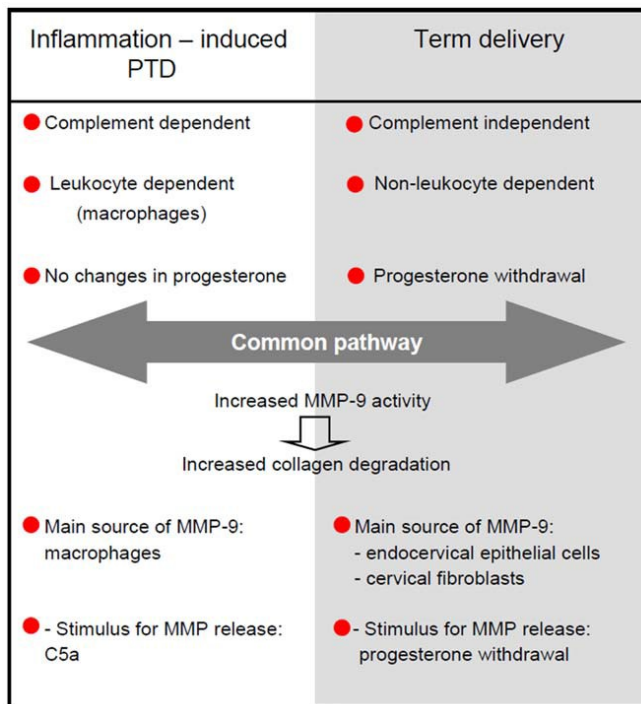 Inflammation – induced
PTD
Term delivery
Complement dependent
Complement independent
Leukocyte dependent
(macrophages)
Non-leukocyte dependent
No changes in progesterone
Progesterone withdrawal
Common pathway
Increased MMP-9 activity
Increased collagen degradation
Main source of MMP-9:
macrophages
Main source of MMP-9:
- endocervical epithelial cells
- cervical fibroblasts
- Stimulus for MMP release:
C5a
- Stimulus for MMP release:
progesterone withdrawal